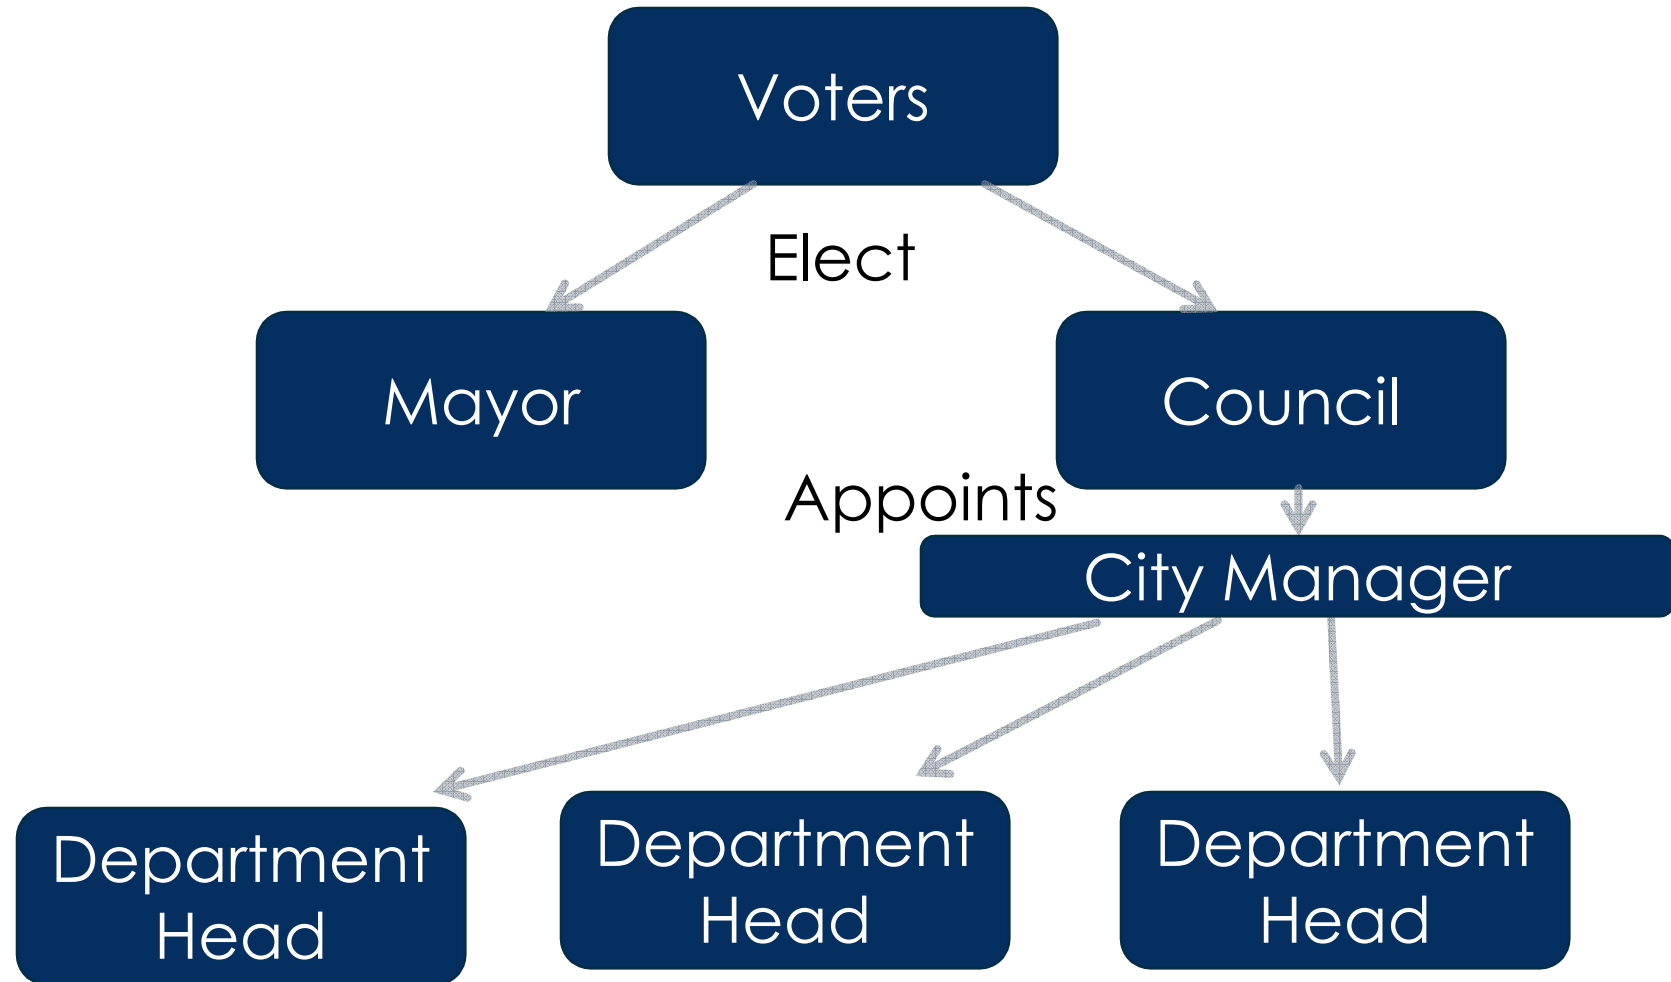 Voters
Elect
Mayor
Council
Appoints
City Manager
Department
Head
Department
Head
Department
Head